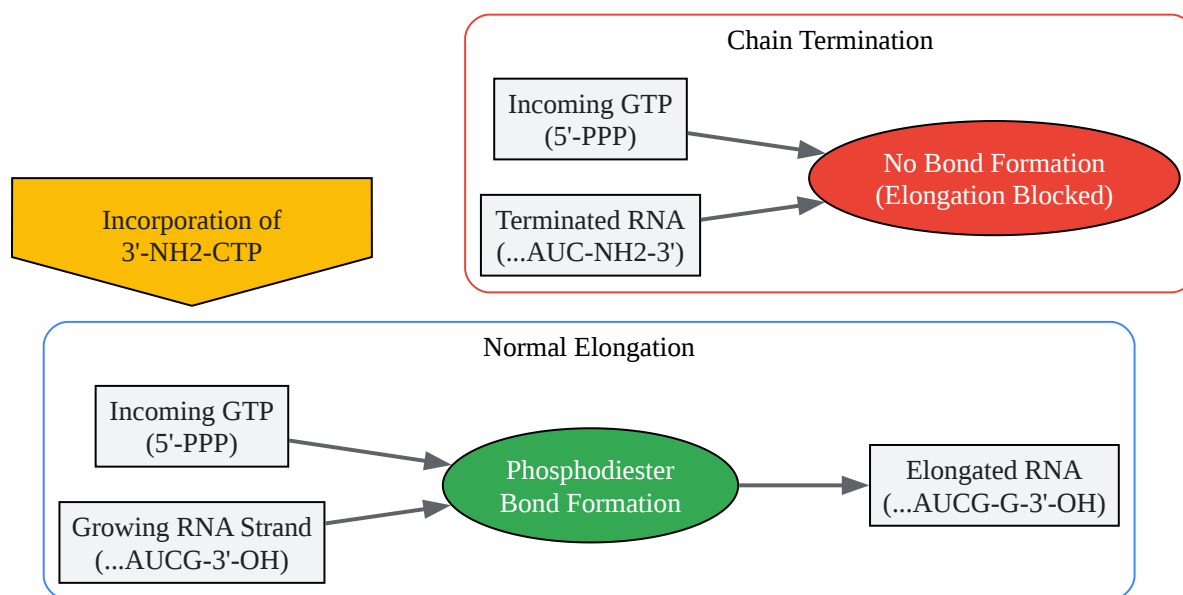 Chain Termination
Incoming GTP
(5'-PPP)
No Bond Formation
(Elongation Blocked)
Terminated RNA
(...AUC-NH2-3')
Incorporation of
3'-NH2-CTP
Normal Elongation
Incoming GTP
(5'-PPP)
Phosphodiester
Bond Formation
Elongated RNA
(...AUCG-G-3'-OH)
Growing RNA Strand
(...AUCG-3'-OH)